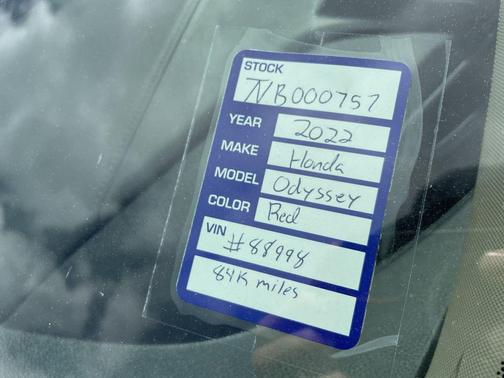 STOCK
NB000757
YEAR 2022
MAKE Honda
MODEL Odyssey
COLOR Red
VIN
#88998
84K miles